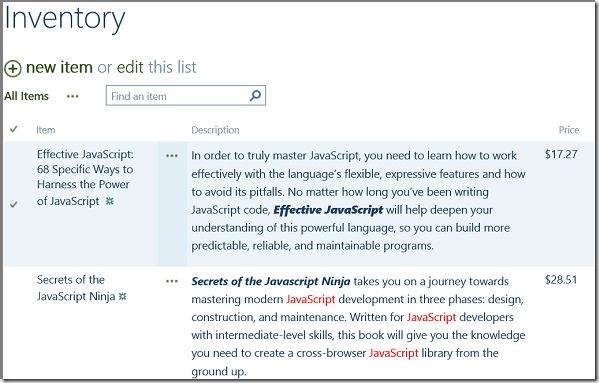 Inventory
new item or edit this list
All Items ••• Find an item
Item Description Price
Effective JavaScript:
68 Specific Ways to
Harness the Power
of JavaScript
••• In order to truly master JavaScript, you need to learn how to work
effectively with the language's flexible, expressive features and how
to avoid its pitfalls. No matter how long you've been writing
JavaScript code, Effective JavaScript will help deepen your
understanding of this powerful language, so you can build more
predictable, reliable, and maintainable programs.
$17.27
Secrets of the
JavaScript Ninja
••• Secrets of the Javascript Ninja takes you on a journey towards
mastering modern JavaScript development in three phases: design,
construction, and maintenance. Written for JavaScript developers
with intermediate-level skills, this book will give you the knowledge
you need to create a cross-browser JavaScript library from the
ground up.
$28.51